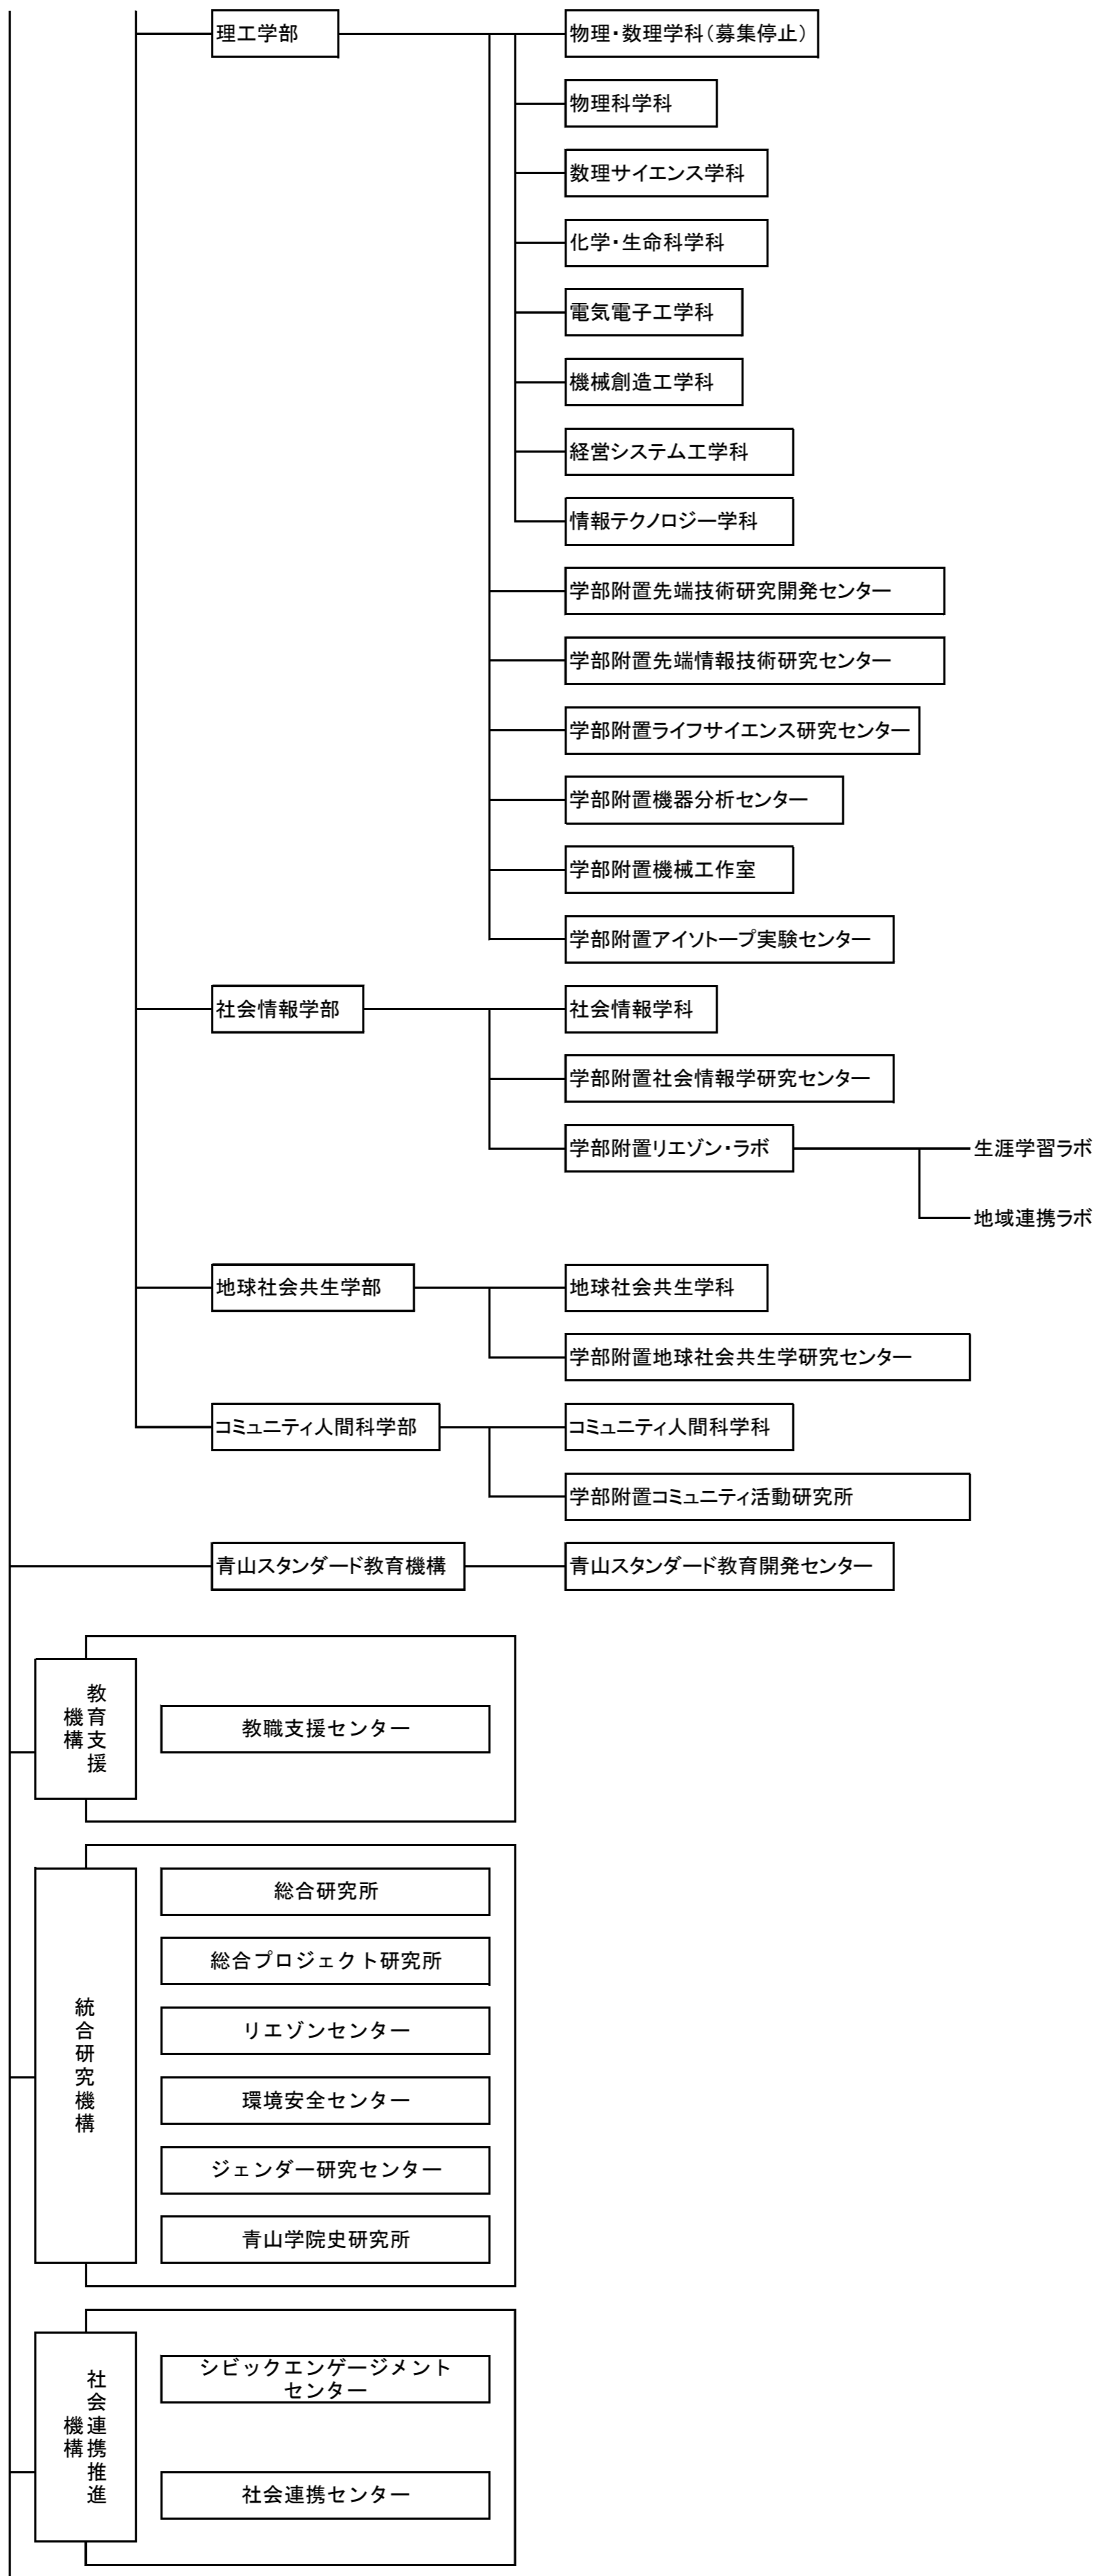 理工学部
物理・数理学科（募集停止）
物理科学科
数理サイエンス学科
化学・生命科学科
電気電子工学科
機械創造工学科
経営システム工学科
情報テクノロジー学科
学部附置先端技術研究開発センター
学部附置先端情報技術研究センター
学部附置ライフサイエンス研究センター
学部附置機器分析センター
学部附置機械工作室
学部附置アイソトープ実験センター
社会情報学部
社会情報学科
学部附置社会情報学研究センター
学部附置リエゾン・ラボ
生涯学習ラボ
地域連携ラボ
地球社会共生学部
地球社会共生学科
学部附置地球社会共生学研究センター
コミュニティ人間科学部
コミュニティ人間科学科
学部附置コミュニティ活動研究所
青山スタンダード教育機構
青山スタンダード教育開発センター
教育支援
機構
教職支援センター
統合研究機構
総合研究所
総合プロジェクト研究所
リエゾンセンター
環境安全センター
ジェンダー研究センター
青山学院史研究所
社会連携推進
機構
シビックエンゲージメント
センター
社会連携センター